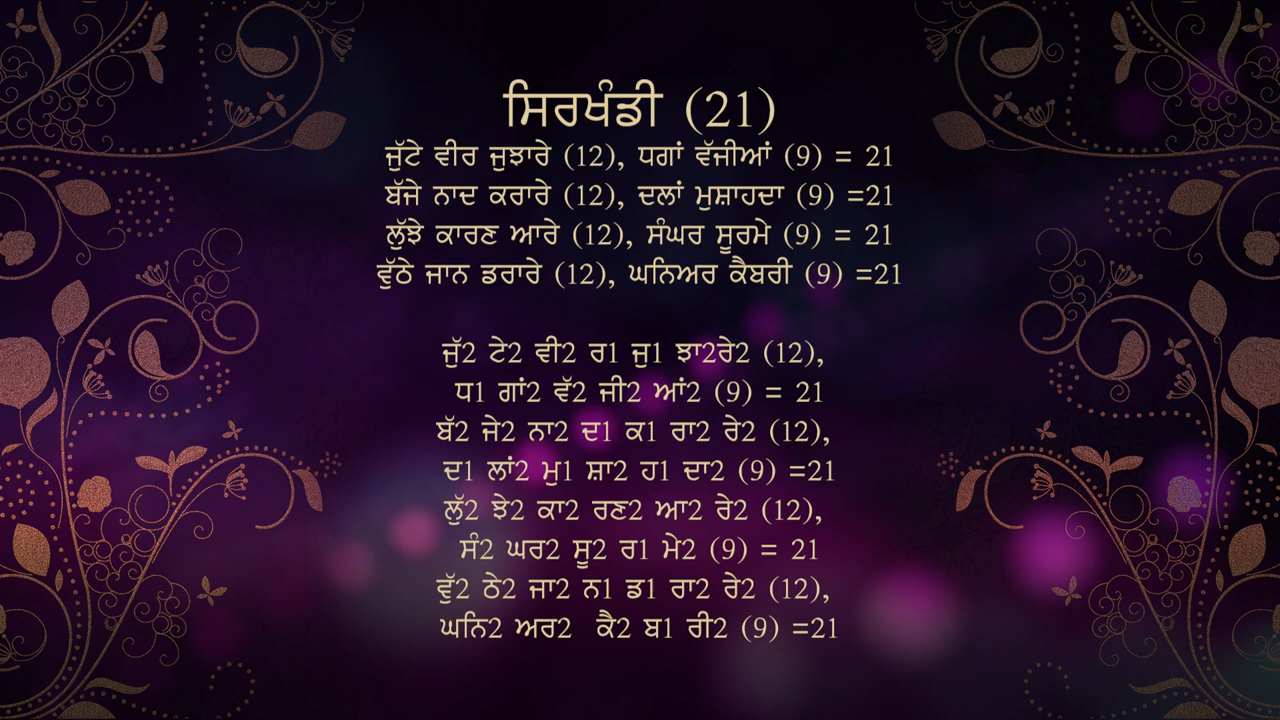 ਸਿਰਖੰਡੀ (21)
ਜੁੱਟੇ ਵੀਰ ਜੁਝਾਰੇ (12), ਧਗਾਂ ਵੱਜੀਆਂ (9) = 21
ਬੱਜੇ ਨਾਦ ਕਰਾਰੇ (12), ਦਲਾਂ ਮੁਸ਼ਾਹਦਾ (9) =21
ਲੁੱਝੇ ਕਾਰਣ ਆਰੇ (12), ਸੰਘਰ ਸੂਰਮੇ (9) = 21
ਵੁੱਠੇ ਜਾਨ ਡਰਾਰੇ (12), ਘਨਿਅਰ ਕੈਬਰੀ (9) =21
ਜੁੱ2 ਟੇ2 ਵੀ2 ਰ1 ਜੁ1 ਝਾ2ਰੇ2 (12),
ਧ1 ਗਾਂ2 ਵੱ2 ਜੀ2 ਆਂ2 (9) = 21
ਬੱ2 ਜੇ2 ਨਾ2 ਦ1 ਕ1 ਰਾ2 ਰੇ2 (12),
ਦ1 ਲਾਂ2 ਮੁ1 ਸ਼ਾ2 ਹ1 ਦਾ2 (9) =21
ਲੁੱ2 ਝੇ2 ਕਾ2 ਰਣ2 ਆ2 ਰੇ2 (12),
ਸੰ2 ਘਰ2 ਸੂ2 ਰ1 ਮੇ2 (9) = 21
ਵੁੱ2 ਠੇ2 ਜਾ2 ਨ1 ਡ1 ਰਾ2 ਰੇ2 (12),
ਘਨਿ2 ਅਰ2 ਕੈ2 ਬ1 ਰੀ2 (9) =21